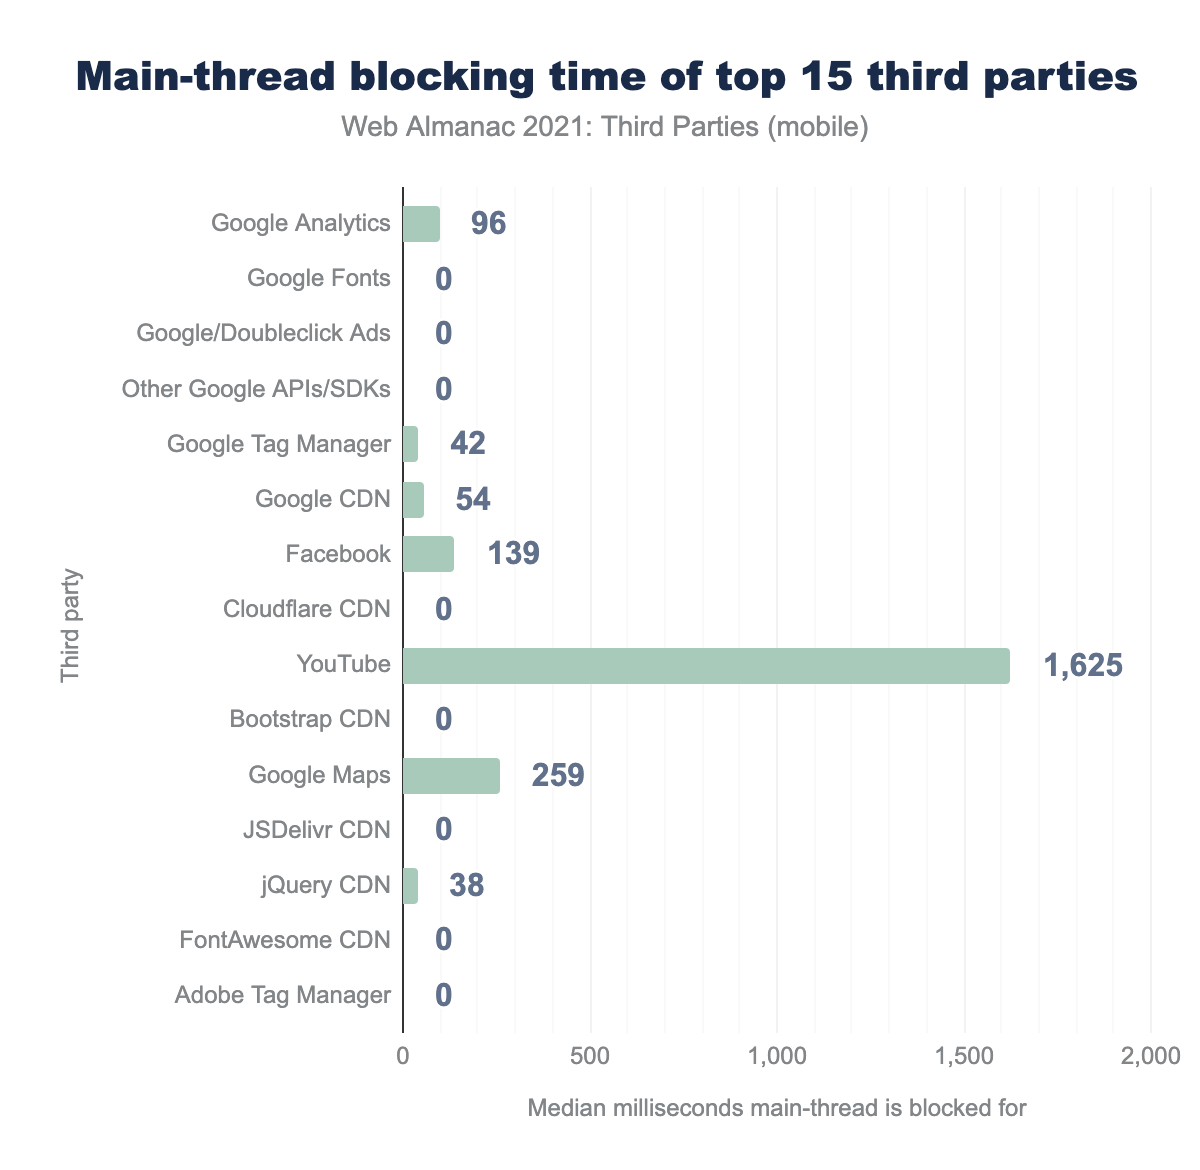 Main-thread blocking time of top 15 third parties
Web Almanac 2021: Third Parties (mobile)
Third party
Google Analytics 96
Google Fonts 0
Google/Doubleclick Ads 0
Other Google APIs/SDKs 0
Google Tag Manager 42
Google CDN 54
Facebook 139
Cloudflare CDN 0
YouTube 1,625
Bootstrap CDN 0
Google Maps 259
JSDelivr CDN 0
jQuery CDN 38
FontAwesome CDN 0
Adobe Tag Manager 0
0 500 1,000 1,500 2,000
Median milliseconds main-thread is blocked for